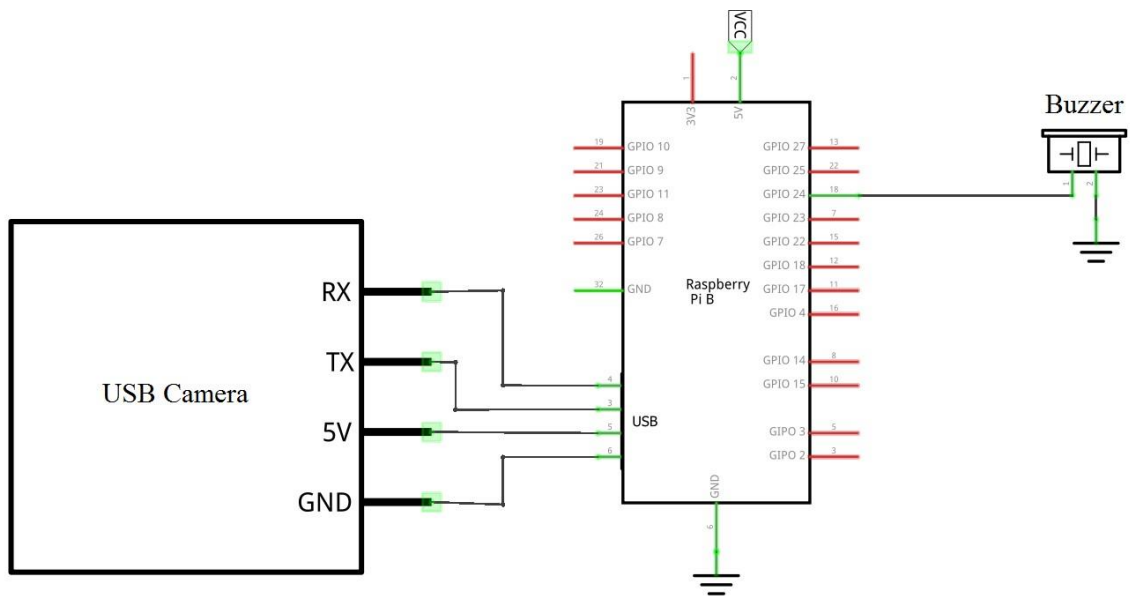 VCC
1
2
3V3
5V
Buzzer
1
2
19 GPIO 10
21 GPIO 9
23 GPIO 11
24 GPIO 8
26 GPIO 7
32 GND
GPIO 27 13
GPIO 25 22
GPIO 24 18
GPIO 23 7
GPIO 22 15
GPIO 18 12
GPIO 17 11
GPIO 4 16
GPIO 14 8
GPIO 15 10
GIPO 3 5
GIPO 2 3
Raspberry
Pi B
4
3
5
6
USB
GND
6
USB Camera
RX
TX
5V
GND